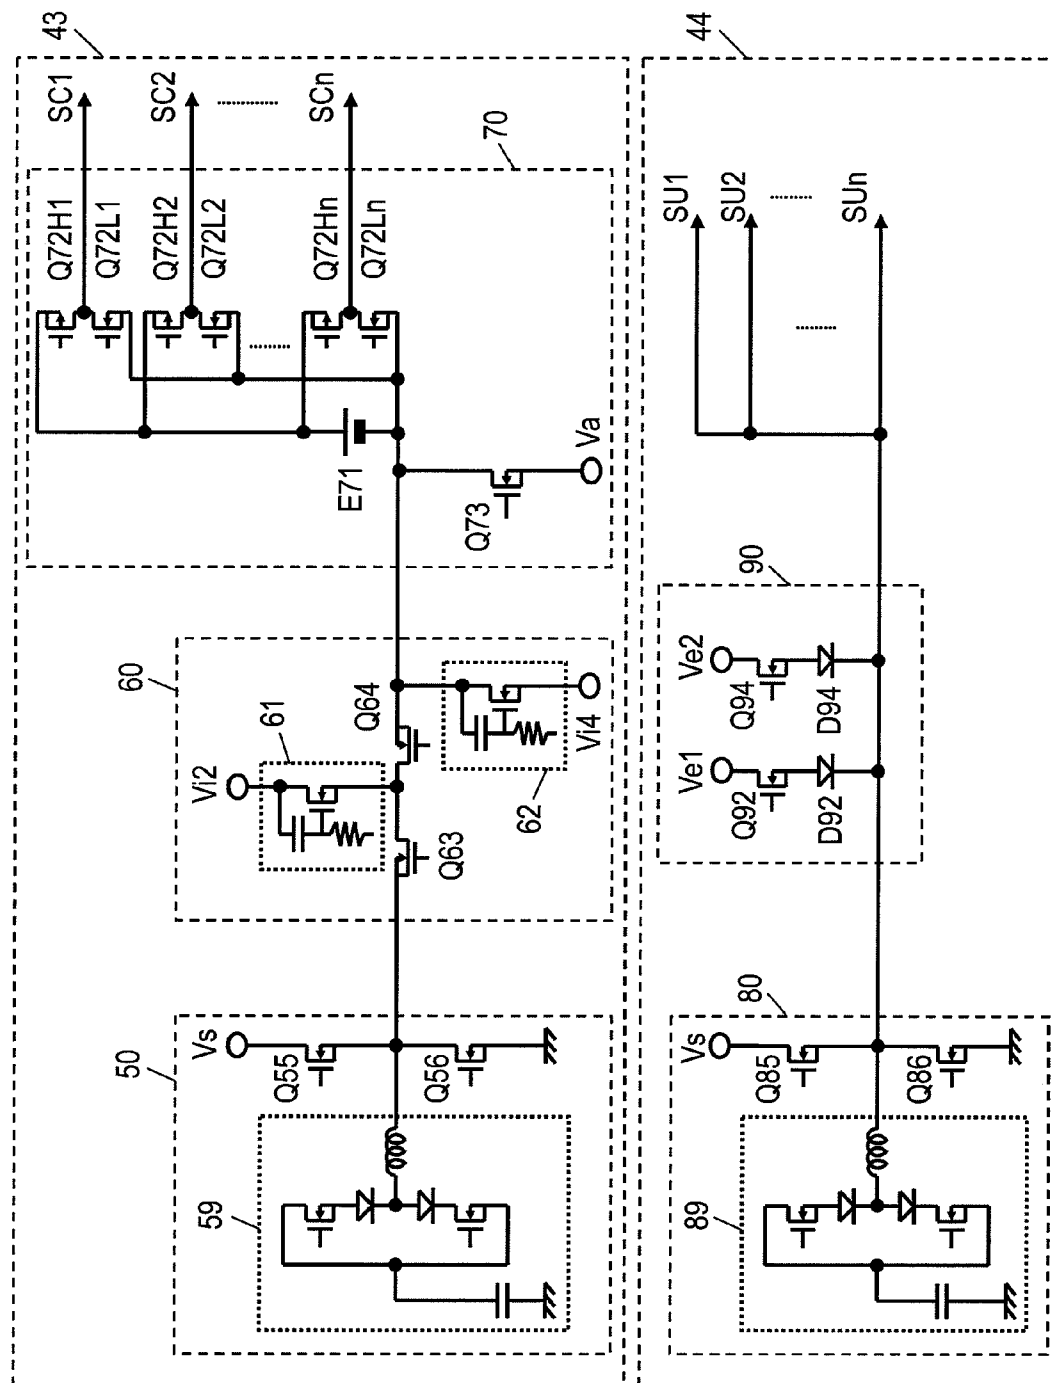 43
SC1
SC2
SCn
70
Q72H1
Q72L1
Q72H2
Q72L2
Q72Hn
Q72Ln
E71
Q73
Va
60
61
Vi2
Q63
Q64
62
Vi4
50
Vs
Q55
Q56
59
44
SU1
SU2
SUn
90
Ve2
Q94
D94
Ve1
Q92
D92
80
Vs
Q85
Q86
89